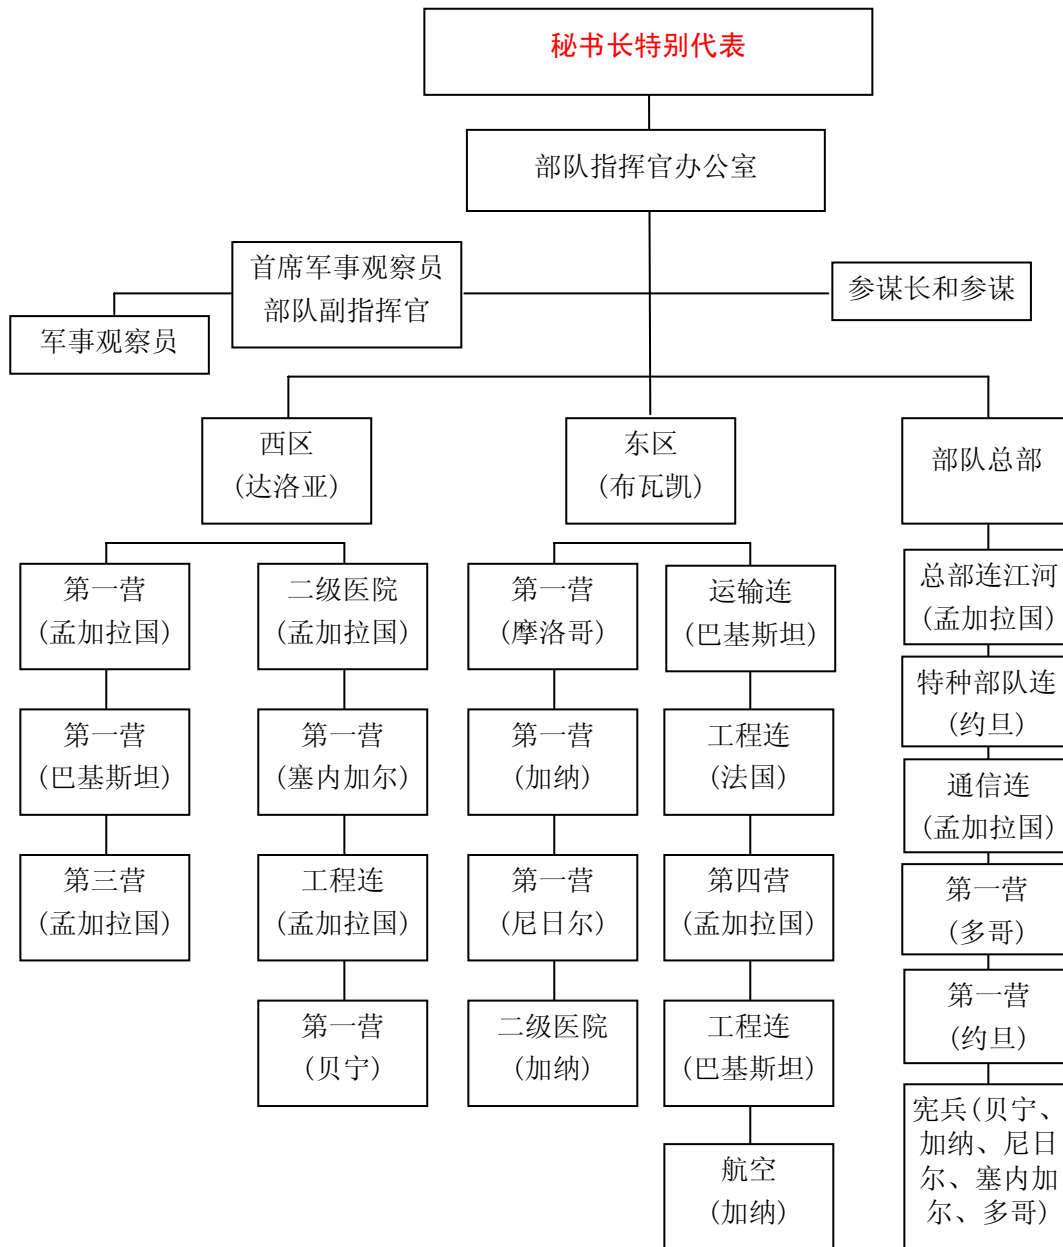 秘书长特别代表
部队指挥官办公室
首席军事观察员
部队副指挥官
参谋长和参谋
军事观察员
西区
(达洛亚)
东区
(布瓦凯)
部队总部
第一营
(孟加拉国)
第一营
(巴基斯坦)
第三营
(孟加拉国)
二级医院
(孟加拉国)
第一营
(塞内加尔)
工程连
(孟加拉国)
第一营
(贝宁)
第一营
(摩洛哥)
第一营
(加纳)
第一营
(尼日尔)
二级医院
(加纳)
运输连
(巴基斯坦)
工程连
(法国)
第四营
(孟加拉国)
工程连
(巴基斯坦)
航空
(加纳)
总部连江河
(孟加拉国)
特种部队连
(约旦)
通信连
(孟加拉国)
第一营
(多哥)
第一营
(约旦)
宪兵(贝宁、
加纳、尼日
尔、塞内加
尔、多哥)